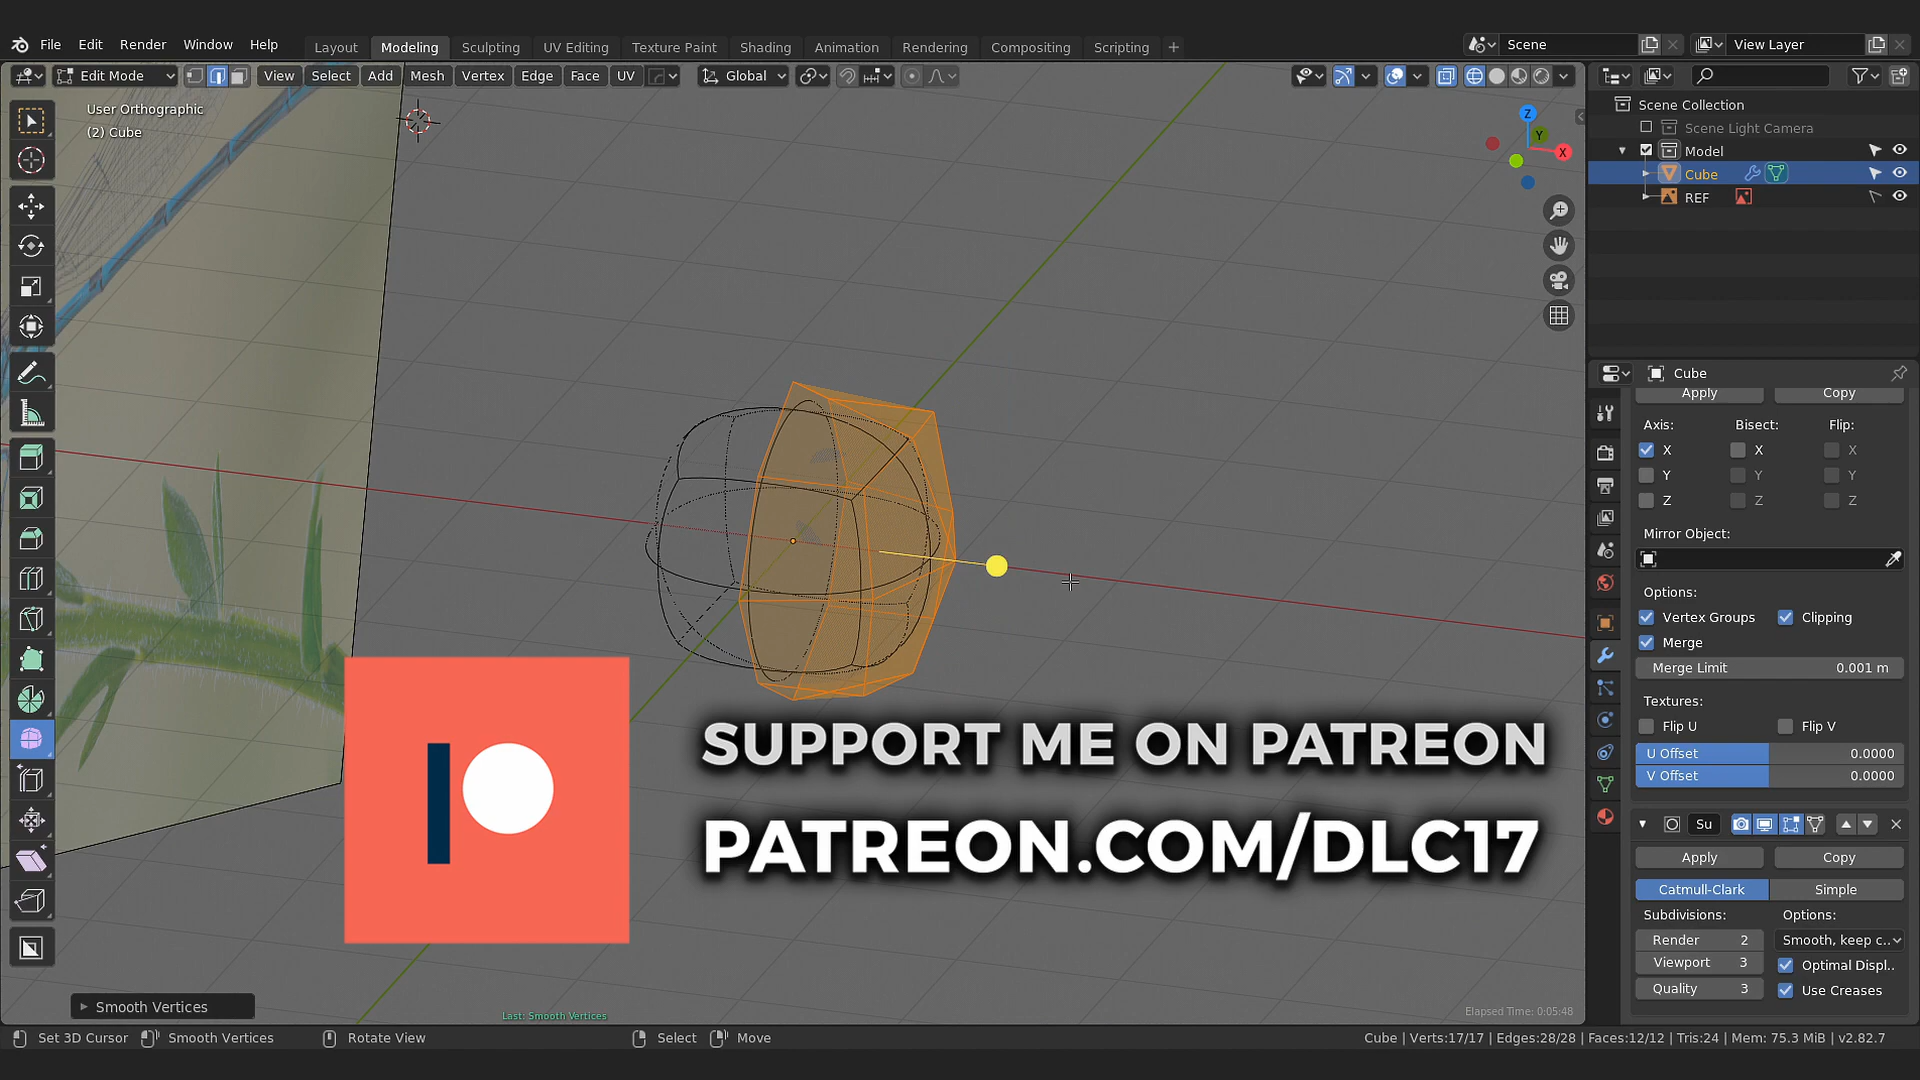 File Edit Render Window Help
Layout Modeling Sculpting UV Editing Texture Paint Shading Animation Rendering Compositing Scripting +
Scene
View Layer
Edit Mode View Select Add Mesh Vertex Edge Face UV Global
User Orthographic
(2) Cube
Z
Y
X
Scene Collection
Scene Light Camera
Model
Cube
REF
Cube
Apply Copy
Axis: Bisect: Flip:
X X X
Y Y Y
Z Z Z
Mirror Object:
Options:
Vertex Groups Clipping
Merge
Merge Limit 0.001 m
Textures:
Flip U Flip V
U Offset 0.0000
V Offset 0.0000
Su
Apply Copy
Catmull-Clark Simple
Subdivisions: Options:
Render 2 Smooth, keep c..
Viewport 3 Optimal Displ..
Quality 3 Use Creases
SUPPORT ME ON PATREON
PATREON.COM/DLC17
Smooth Vertices
Last: Smooth Vertices
Elapsed Time: 0:05:48
Set 3D Cursor Smooth Vertices Rotate View Select Move
Cube | Verts:17/17 | Edges:28/28 | Faces:12/12 | Tris:24 | Mem: 75.3 MiB | v2.82.7